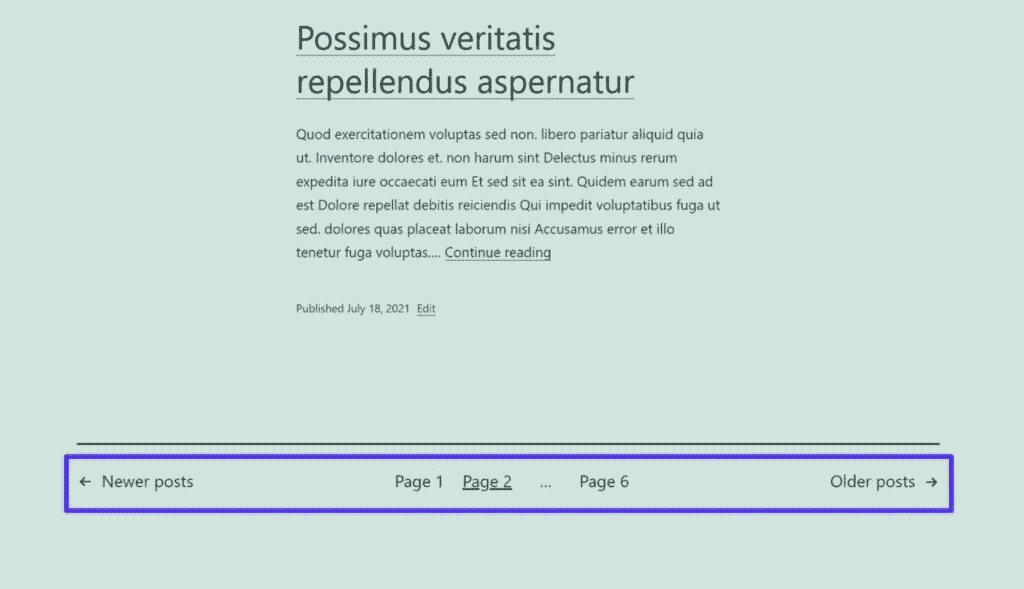 Possimus veritatis
repellendus aspernatur
Quod exercitationem voluptas sed non. libero pariatur aliquid quia
ut. Inventore dolores et. non harum sint Delectus minus rerum
expedita iure occaecati eum Et sed sit ea sint. Quidem earum sed ad
est Dolore repellat debitis reiciendis Qui impedit voluptatibus fuga ut
sed. dolores quas placeat laborum nisi Accusamus error et illo
tenetur fuga voluptas.... Continue reading
Published July 18, 2021 Edit
← Newer posts Page 1 Page 2 ... Page 6 Older posts →